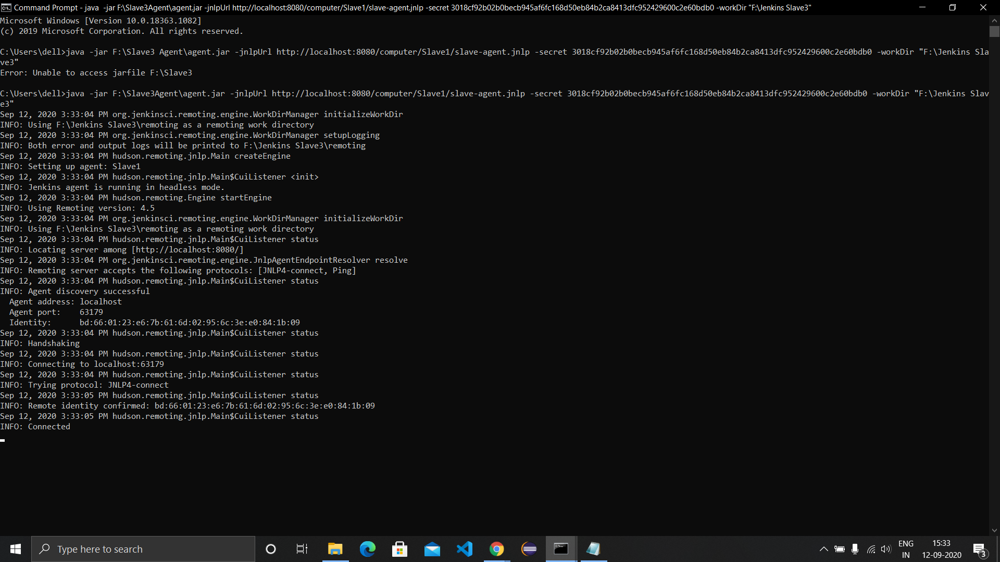 Command Prompt - java  -jar F:\Slave3Agent\agent.jar -jnlpUrl http://localhost:8080/computer/Slave1/slave-agent.jnlp -secret 3018cf92b02b0becb945af6fc168d50eb84b2ca8413dfc952429600c2e60bdb0 -workDir "F:\Jenkins Slave3"
Microsoft Windows [Version 10.0.18363.1082]
(c) 2019 Microsoft Corporation. All rights reserved.
C:\Users\dell>java -jar F:\Slave3 Agent\agent.jar -jnlpUrl http://localhost:8080/computer/Slave1/slave-agent.jnlp -secret 3018cf92b02b0becb945af6fc168d50eb84b2ca8413dfc952429600c2e60bdb0 -workDir "F:\Jenkins Sla
ve3"
Error: Unable to access jarfile F:\Slave3
C:\Users\dell>java -jar F:\Slave3Agent\agent.jar -jnlpUrl http://localhost:8080/computer/Slave1/slave-agent.jnlp -secret 3018cf92b02b0becb945af6fc168d50eb84b2ca8413dfc952429600c2e60bdb0 -workDir "F:\Jenkins Slav
e3"
Sep 12, 2020 3:33:04 PM org.jenkinsci.remoting.engine.WorkDirManager initializeWorkDir
INFO: Using F:\Jenkins Slave3\remoting as a remoting work directory
Sep 12, 2020 3:33:04 PM org.jenkinsci.remoting.engine.WorkDirManager setupLogging
INFO: Both error and output logs will be printed to F:\Jenkins Slave3\remoting
Sep 12, 2020 3:33:04 PM hudson.remoting.jnlp.Main createEngine
INFO: Setting up agent: Slave1
Sep 12, 2020 3:33:04 PM hudson.remoting.jnlp.Main$CuiListener <init>
INFO: Jenkins agent is running in headless mode.
Sep 12, 2020 3:33:04 PM hudson.remoting.Engine startEngine
INFO: Using Remoting version: 4.5
Sep 12, 2020 3:33:04 PM org.jenkinsci.remoting.engine.WorkDirManager initializeWorkDir
INFO: Using F:\Jenkins Slave3\remoting as a remoting work directory
Sep 12, 2020 3:33:04 PM hudson.remoting.jnlp.Main$CuiListener status
INFO: Locating server among [http://localhost:8080/]
Sep 12, 2020 3:33:04 PM org.jenkinsci.remoting.engine.JnlpAgentEndpointResolver resolve
INFO: Remoting server accepts the following protocols: [JNLP4-connect, Ping]
Sep 12, 2020 3:33:04 PM hudson.remoting.jnlp.Main$CuiListener status
INFO: Agent discovery successful
  Agent address: localhost
  Agent port:    63179
  Identity:      bd:66:01:23:e6:7b:61:6d:02:95:6c:3e:e0:84:1b:09
Sep 12, 2020 3:33:04 PM hudson.remoting.jnlp.Main$CuiListener status
INFO: Handshaking
Sep 12, 2020 3:33:04 PM hudson.remoting.jnlp.Main$CuiListener status
INFO: Connecting to localhost:63179
Sep 12, 2020 3:33:04 PM hudson.remoting.jnlp.Main$CuiListener status
INFO: Trying protocol: JNLP4-connect
Sep 12, 2020 3:33:05 PM hudson.remoting.jnlp.Main$CuiListener status
INFO: Remote identity confirmed: bd:66:01:23:e6:7b:61:6d:02:95:6c:3e:e0:84:1b:09
Sep 12, 2020 3:33:05 PM hudson.remoting.jnlp.Main$CuiListener status
INFO: Connected
Type here to search
ENG
IN
15:33
12-09-2020
3